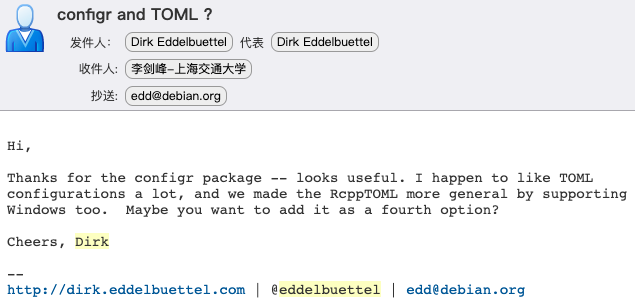 configr and TOML ?
发件人: Dirk Eddelbuettel 代表 Dirk Eddelbuettel
收件人: 李剑峰-上海交通大学
抄送: edd@debian.org
Hi,
Thanks for the configr package -- looks useful. I happen to like TOML
configurations a lot, and we made the RcppTOML more general by supporting
Windows too.  Maybe you want to add it as a fourth option?
Cheers, Dirk
--
http://dirk.eddelbuettel.com | @eddelbuettel | edd@debian.org